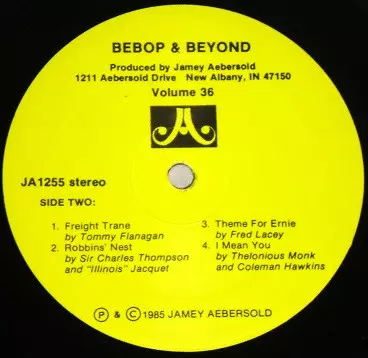 BEBOP & BEYOND
Produced by Jamey Aebersold
1211 Aebersold Drive New Albany, IN 47150
Volume 36
JA
JA1255 stereo
SIDE TWO:
1. Freight Trane
by Tommy Flanagan
2. Robbins' Nest
by Sir Charles Thompson
and "Illinois" Jacquet
3. Theme For Ernie
by Fred Lacey
4. I Mean You
by Thelonious Monk
and Coleman Hawkins
Ⓟ & © 1985 JAMEY AEBERSOLD